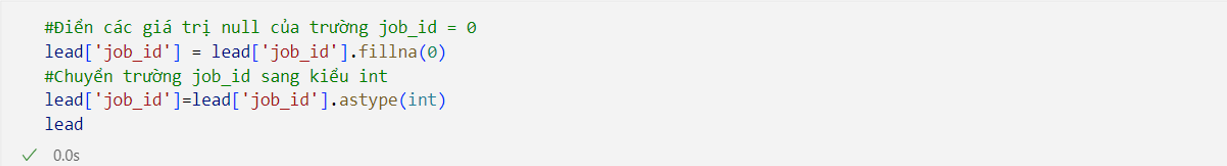 #Điền các giá trị null của trường job_id = 0
lead['job_id'] = lead['job_id'].fillna(0)
#Chuyển trường job_id sang kiểu int
lead['job_id']=lead['job_id'].astype(int)
lead
0.0s